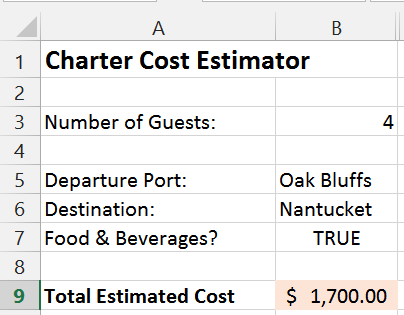 A B
1 Charter Cost Estimator
2
3 Number of Guests: 4
4
5 Departure Port: Oak Bluffs
6 Destination: Nantucket
7 Food & Beverages? TRUE
8
9 Total Estimated Cost $ 1,700.00